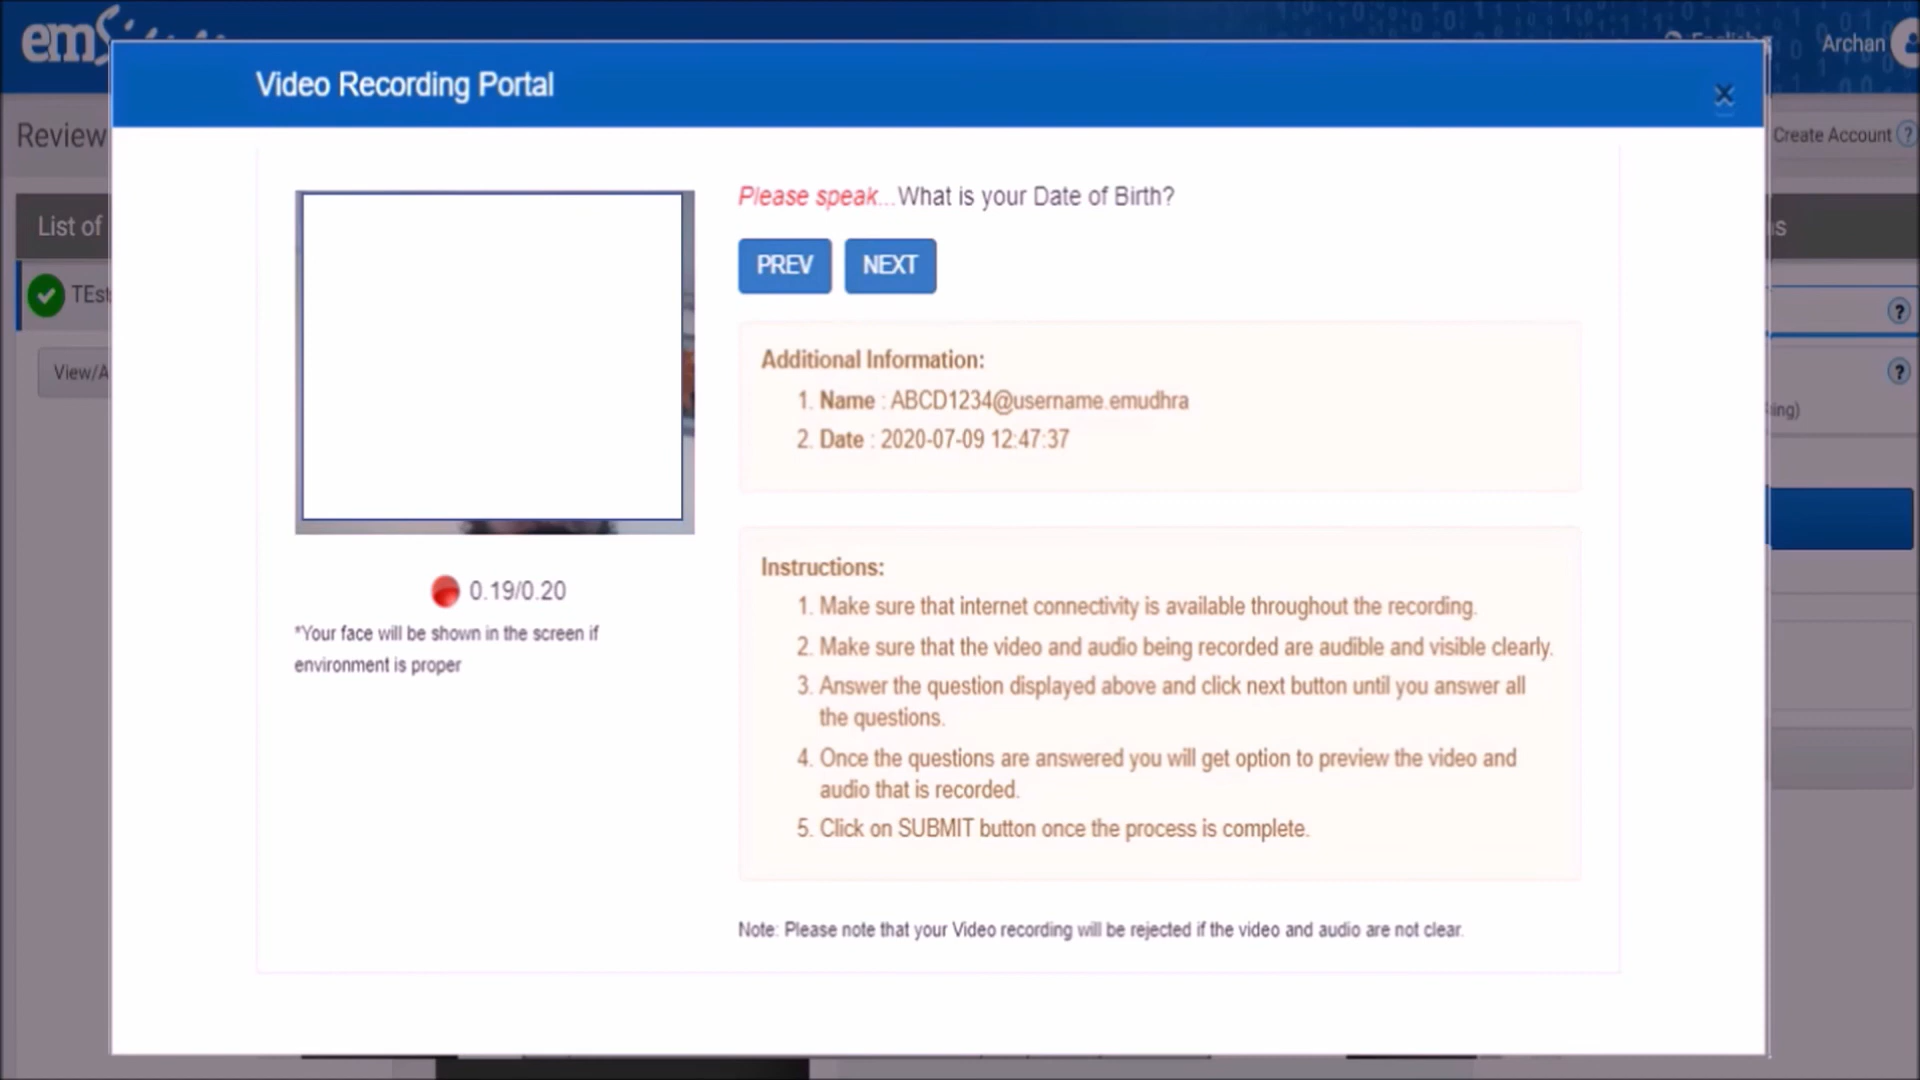 Archan
Video Recording Portal
Review
Create Account ?
Please speak...What is your Date of Birth?
List of
TEst
PREV NEXT
?
Additional Information:
View/A
?
1. Name : ABCD1234@username.emudhra
2. Date : 2020-07-09 12:47:37
Instructions:
0.19/0.20
1. Make sure that internet connectivity is available throughout the recording.
*Your face will be shown in the screen if
environment is proper
2. Make sure that the video and audio being recorded are audible and visible clearly.
3. Answer the question displayed above and click next button until you answer all
the questions.
4. Once the questions are answered you will get option to preview the video and
audio that is recorded.
5. Click on SUBMIT button once the process is complete.
Note: Please note that your Video recording will be rejected if the video and audio are not clear.